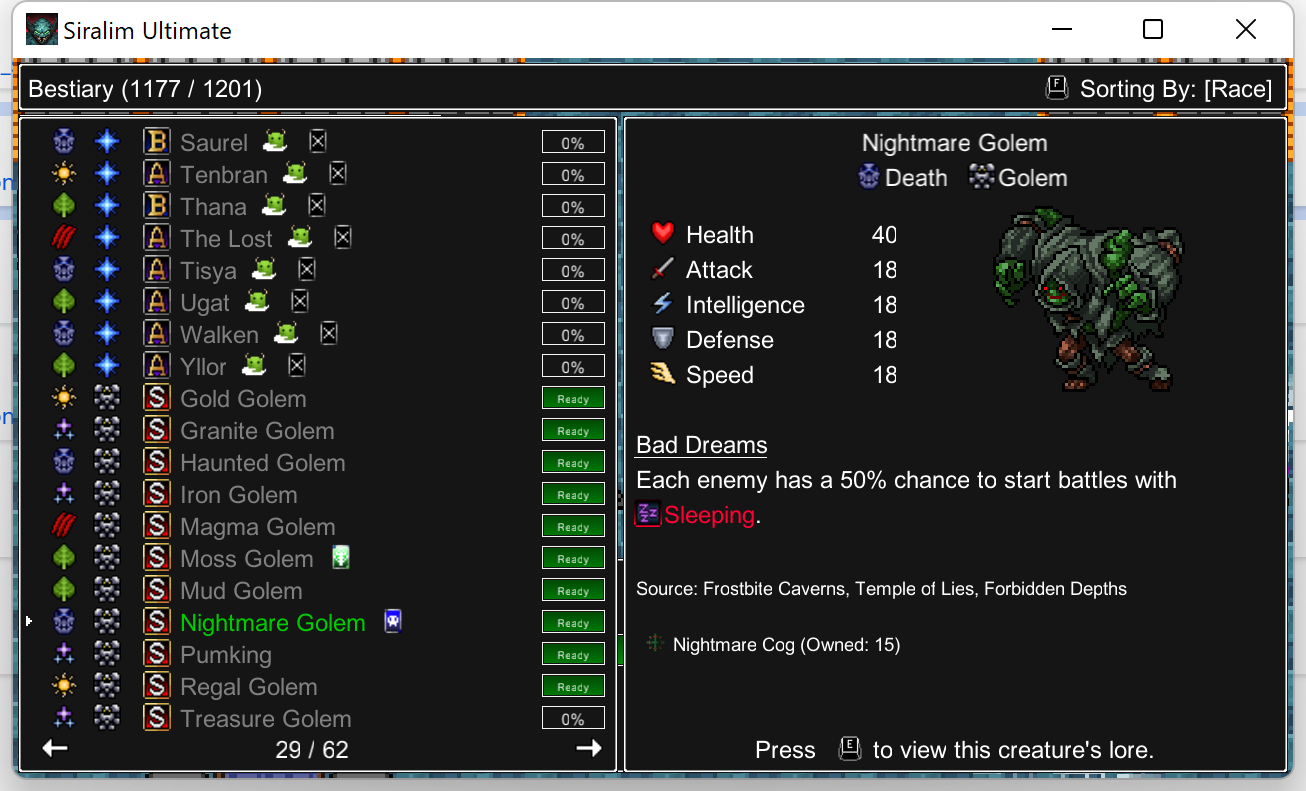 Siralim Ultimate
Bestiary (1177 / 1201)
F Sorting By: [Race]
B Saurel 0%
A Tenbran 0%
B Thana 0%
A The Lost 0%
A Tisya 0%
A Ugat 0%
A Walken 0%
A Yllor 0%
S Gold Golem Ready
S Granite Golem Ready
S Haunted Golem Ready
S Iron Golem Ready
S Magma Golem Ready
S Moss Golem Ready
S Mud Golem Ready
S Nightmare Golem Ready
S Pumking Ready
S Regal Golem Ready
S Treasure Golem 0%
29 / 62
Nightmare Golem
Death Golem
Health 40
Attack 18
Intelligence 18
Defense 18
Speed 18
Bad Dreams
Each enemy has a 50% chance to start battles with
Sleeping.
Source: Frostbite Caverns, Temple of Lies, Forbidden Depths
Nightmare Cog (Owned: 15)
Press E to view this creature's lore.